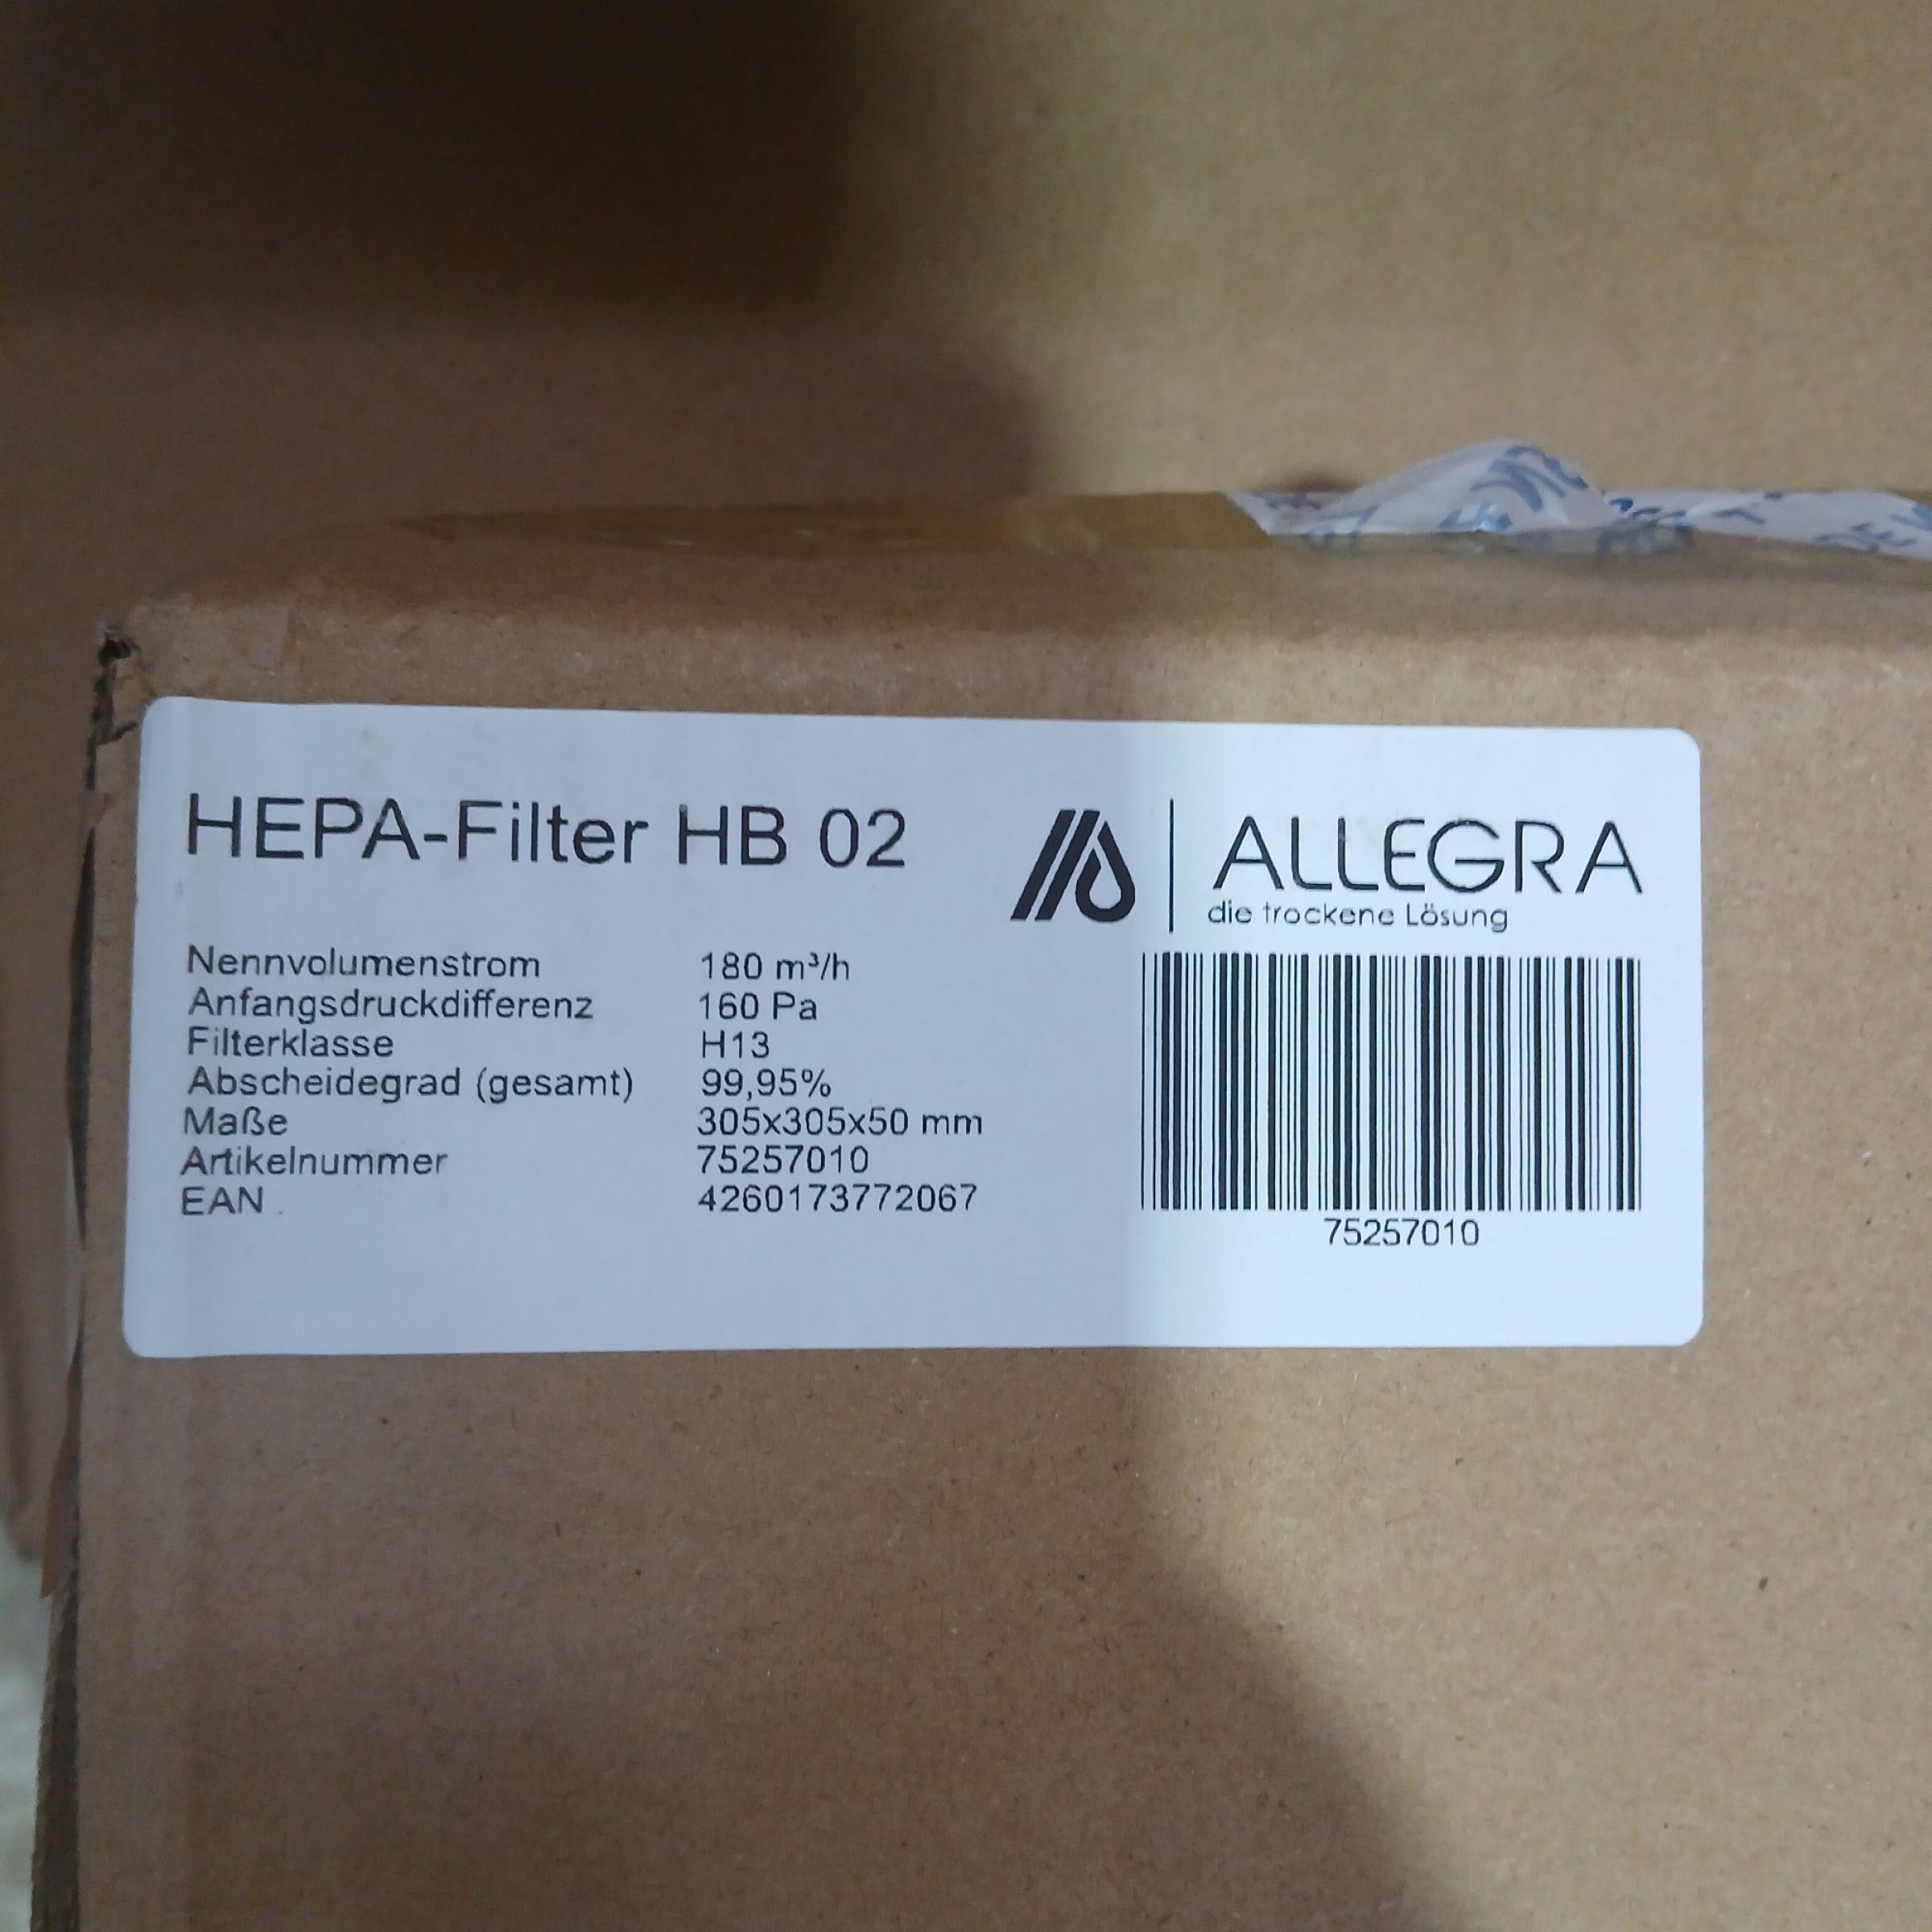 HEPA-Filter HB 02
ALLEGRA
die trockene Lösung
Nennvolumenstrom 180 m³/h
Anfangsdruckdifferenz 160 Pa
Filterklasse H13
Abscheidegrad (gesamt) 99,95%
Maße 305x305x50 mm
Artikelnummer 75257010
EAN 4260173772067
75257010